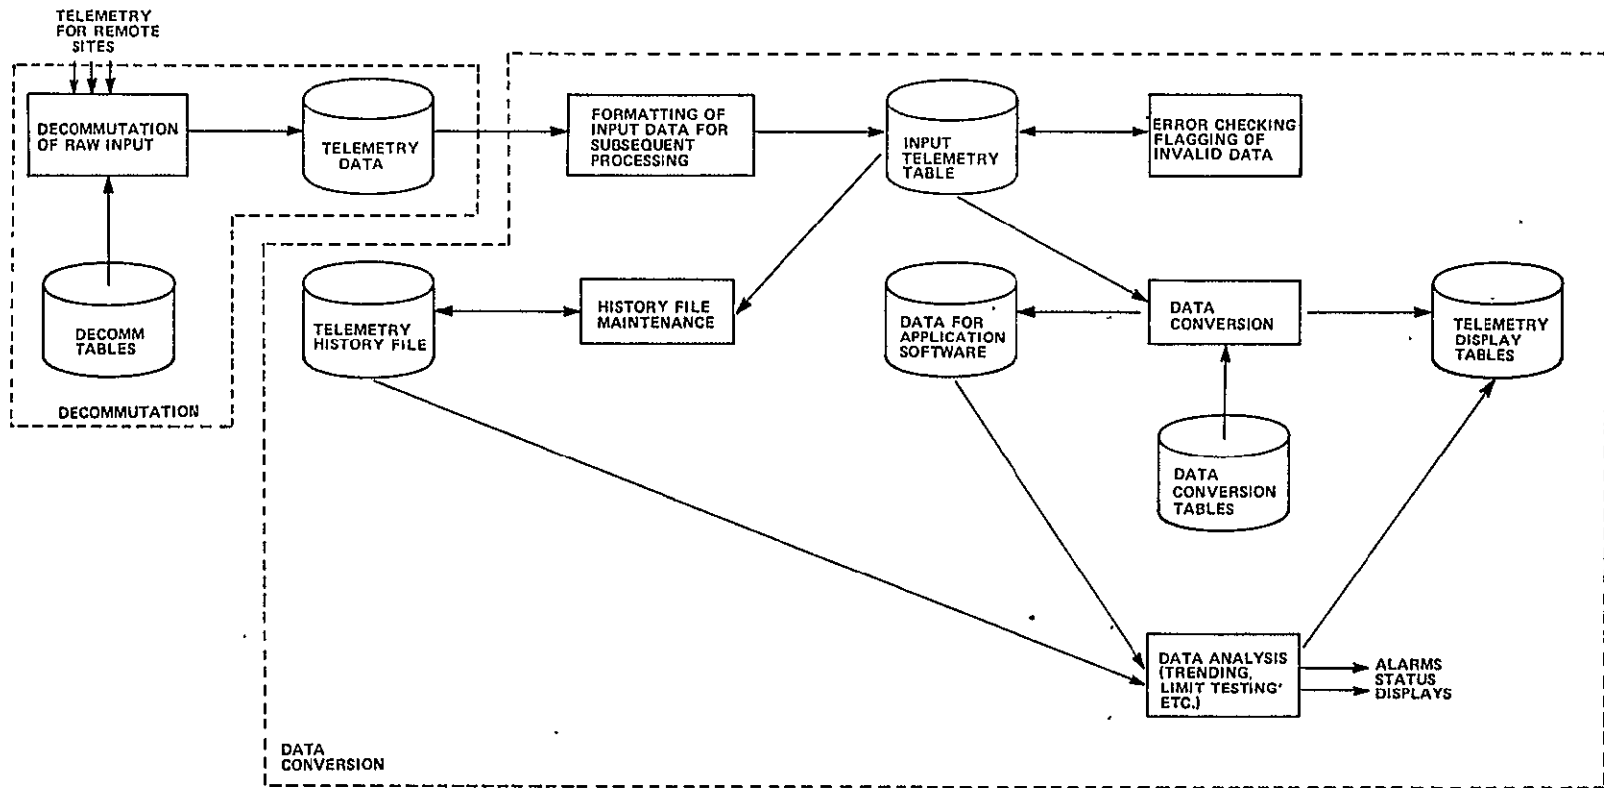 TELEMETRY
FOR REMOTE
SITES
DECOMMUTATION
OF RAW INPUT
TELEMETRY
DATA
FORMATTING OF
INPUT DATA FOR
SUBSEQUENT
PROCESSING
INPUT
TELEMETRY
TABLE
ERROR CHECKING
FLAGGING OF
INVALID DATA
DECOMM
TABLES
DECOMMUTATION
TELEMETRY
HISTORY FILE
HISTORY FILE
MAINTENANCE
DATA FOR
APPLICATION
SOFTWARE
DATA
CONVERSION
TELEMETRY
DISPLAY
TABLES
DATA
CONVERSION
TABLES
DATA ANALYSIS
(TRENDING,
LIMIT TESTING'
ETC.)
ALARMS
STATUS
DISPLAYS
DATA
CONVERSION